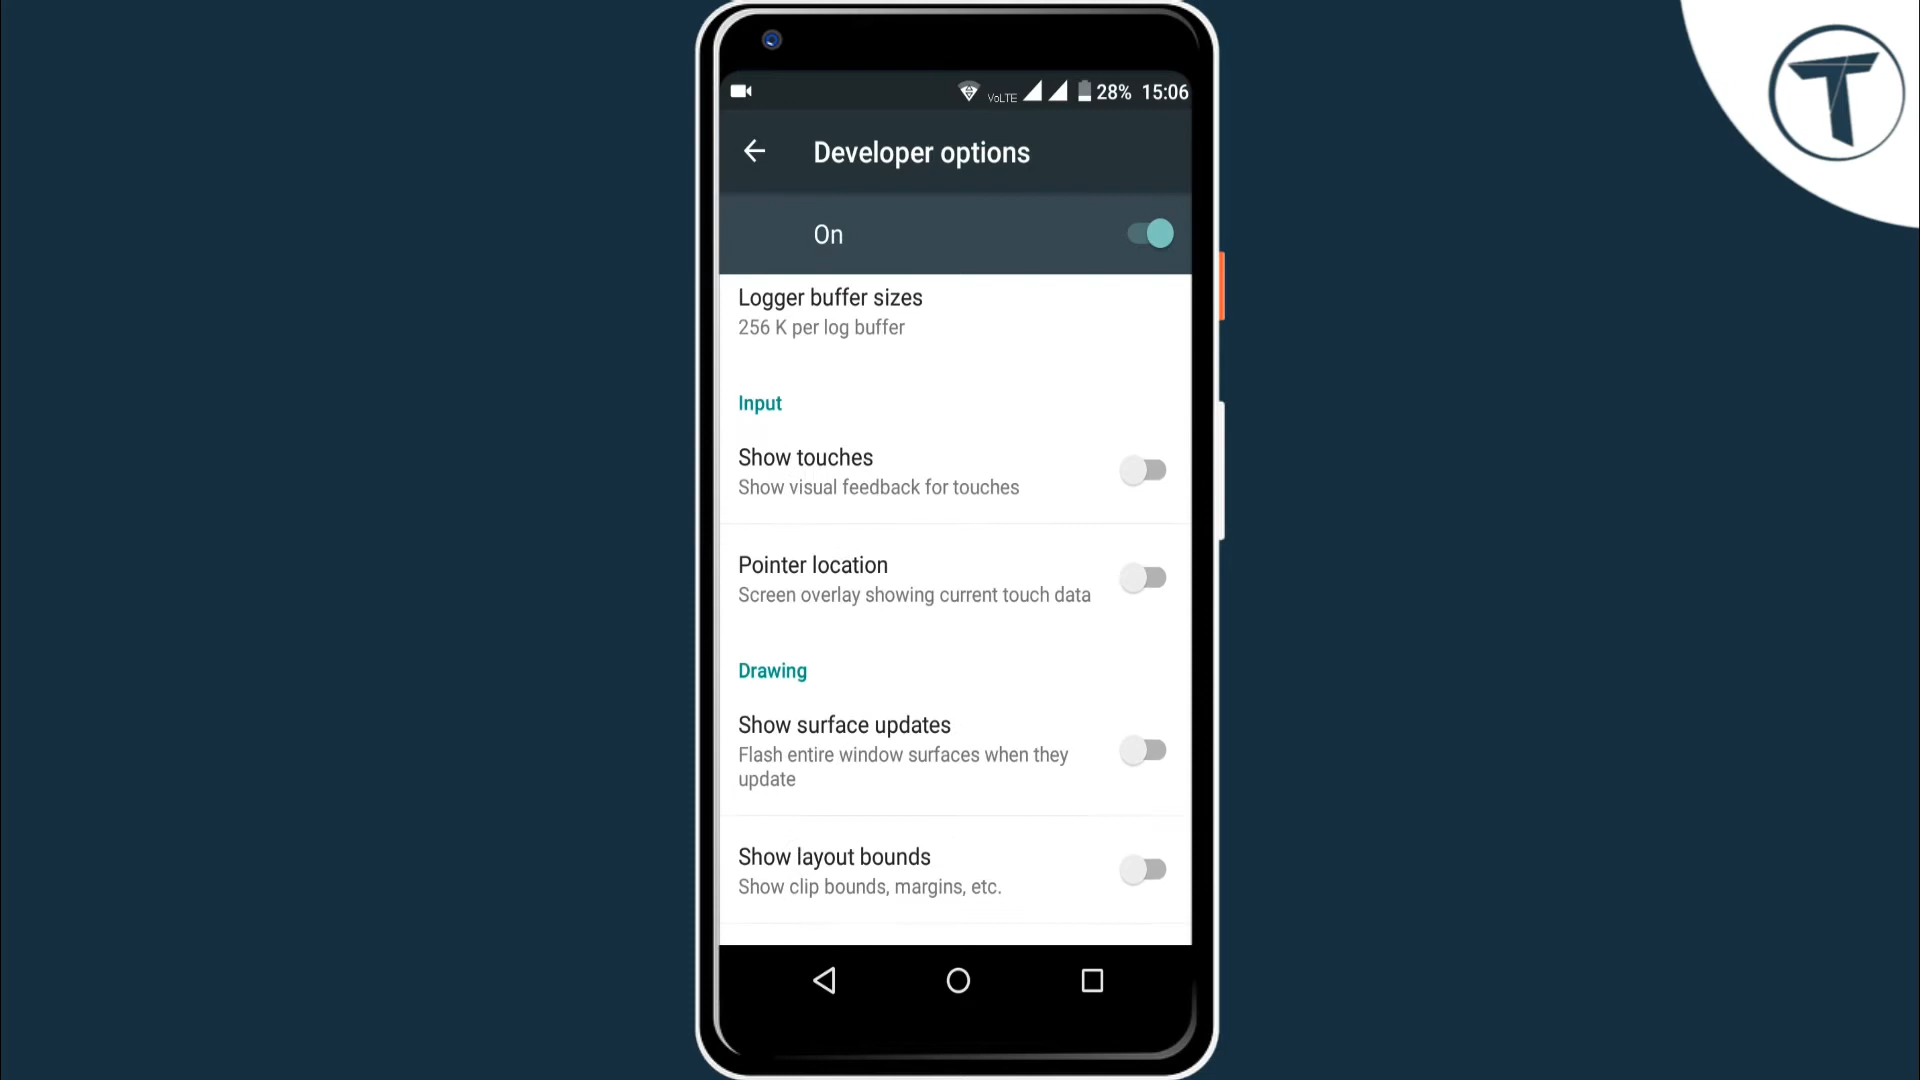 VoLTE 28% 15:06
Developer options
On
Logger buffer sizes
256 K per log buffer
Input
Show touches
Show visual feedback for touches
Pointer location
Screen overlay showing current touch data
Drawing
Show surface updates
Flash entire window surfaces when they
update
Show layout bounds
Show clip bounds, margins, etc.
T